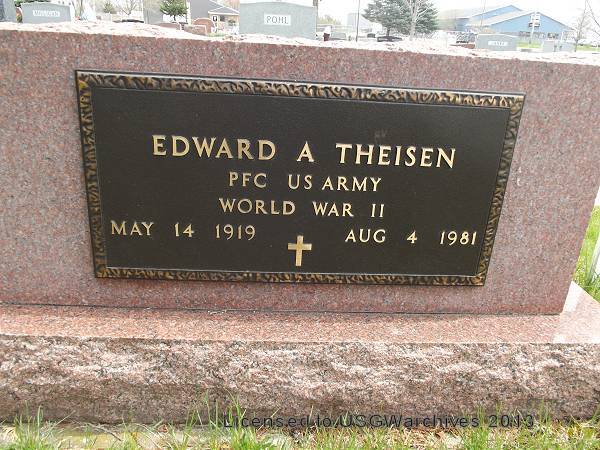 MILLIGAN
POHL
EDWARD A THEISEN
PFC US ARMY
WORLD WAR II
MAY 14 1919 AUG 4 1981
Licensed to USGWarchives 2013